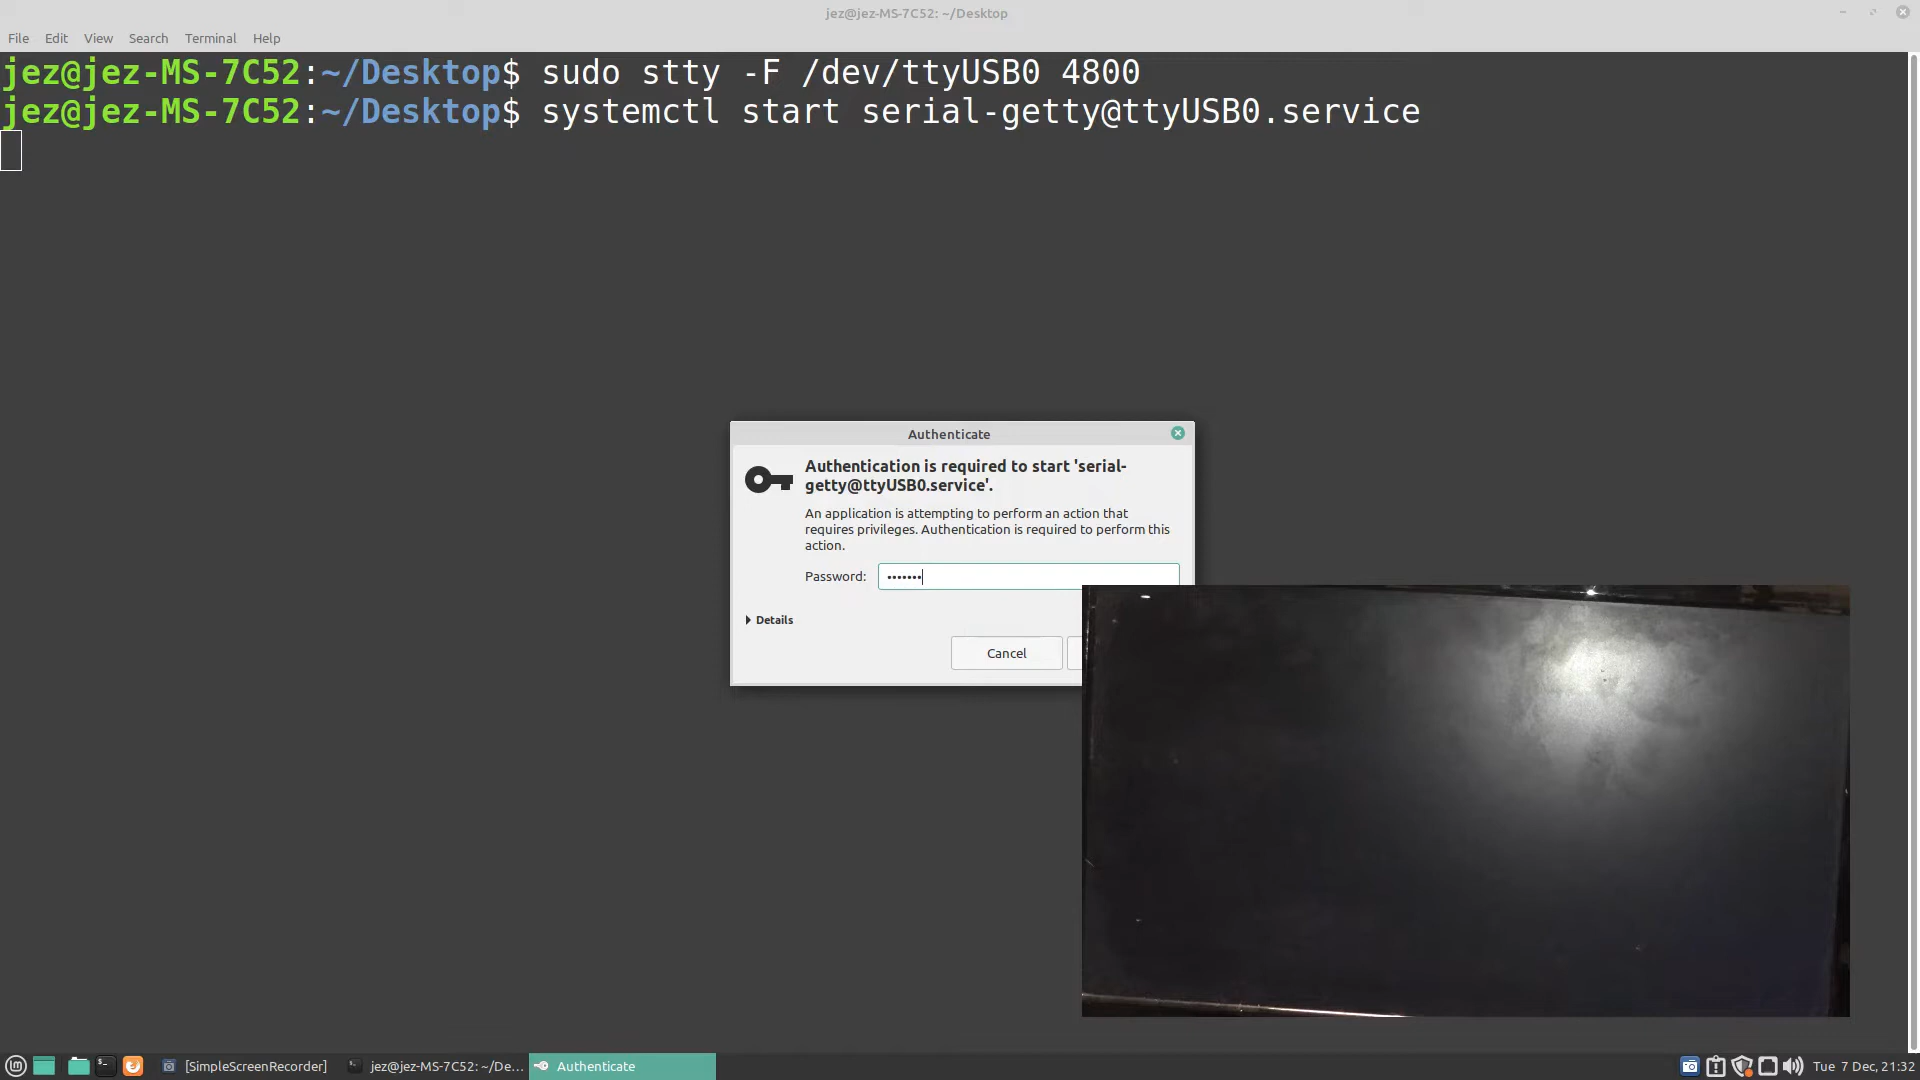 jez@jez-MS-7C52: ~/Desktop
File Edit View Search Terminal Help
jez@jez-MS-7C52:~/Desktop$ sudo stty -F /dev/ttyUSB0 4800
jez@jez-MS-7C52:~/Desktop$ systemctl start serial-getty@ttyUSB0.service
Authenticate
Authentication is required to start 'serial-
getty@ttyUSB0.service'.
An application is attempting to perform an action that
requires privileges. Authentication is required to perform this
action.
Password: •••••••
Details
Cancel
[SimpleScreenRecorder] jez@jez-MS-7C52: ~/De... Authenticate Tue 7 Dec, 21:32